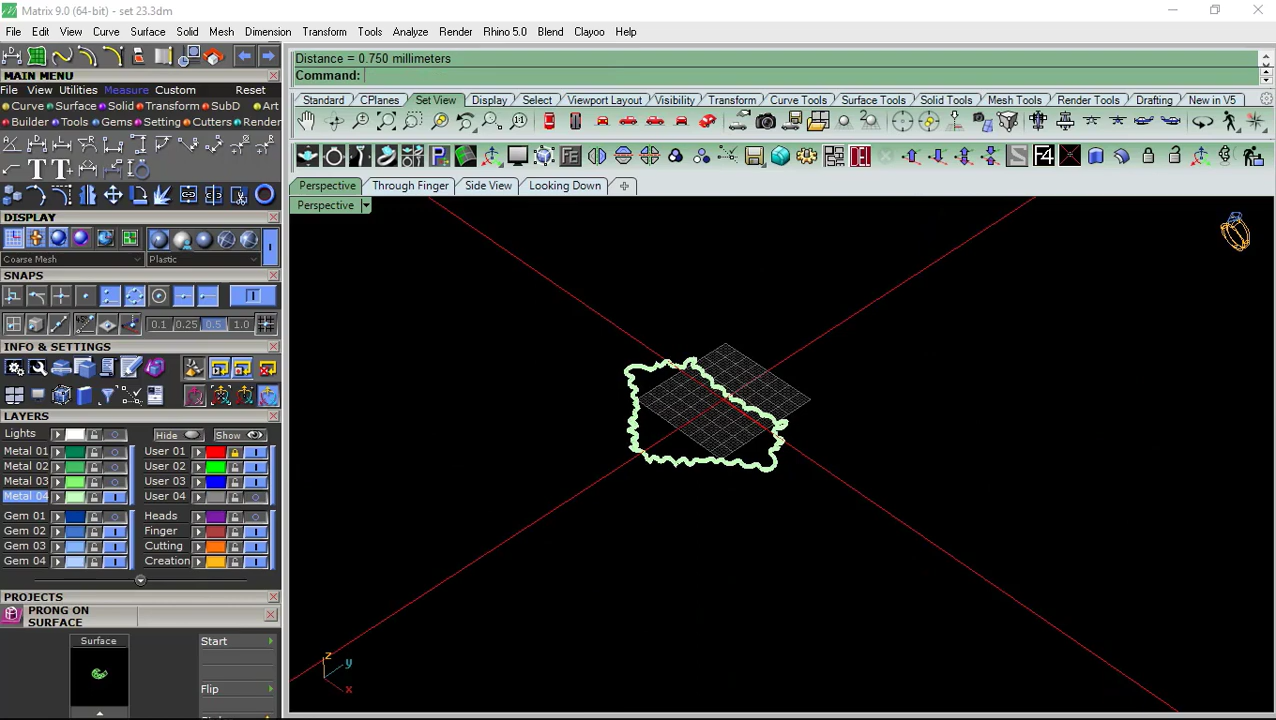 Matrix 9.0 (64-bit) - set 23.3dm
File Edit View Curve Surface Solid Mesh Dimension Transform Tools Analyze Render Rhino 5.0 Blend Clayoo Help
Distance = 0.750 millimeters
Command:
MAIN MENU
File View Utilities Measure Custom Reset
Curve Surface Solid Transform SubD Art
Builder Tools Gems Setting Cutters Render
Standard CPlanes Set View Display Select Viewport Layout Visibility Transform Curve Tools Surface Tools Solid Tools Mesh Tools Render Tools Drafting New in V5
Perspective Through Finger Side View Looking Down
Perspective
DISPLAY
Coarse Mesh Plastic
SNAPS
0.1 0.25 0.5 1.0
INFO & SETTINGS
LAYERS
Lights Hide Show
Metal 01 User 01
Metal 02 User 02
Metal 03 User 03
Metal 04 User 04
Gem 01 Heads
Gem 02 Finger
Gem 03 Cutting
Gem 04 Creation
PROJECTS
PRONG ON
SURFACE
Surface
Start
Flip
z
y
x